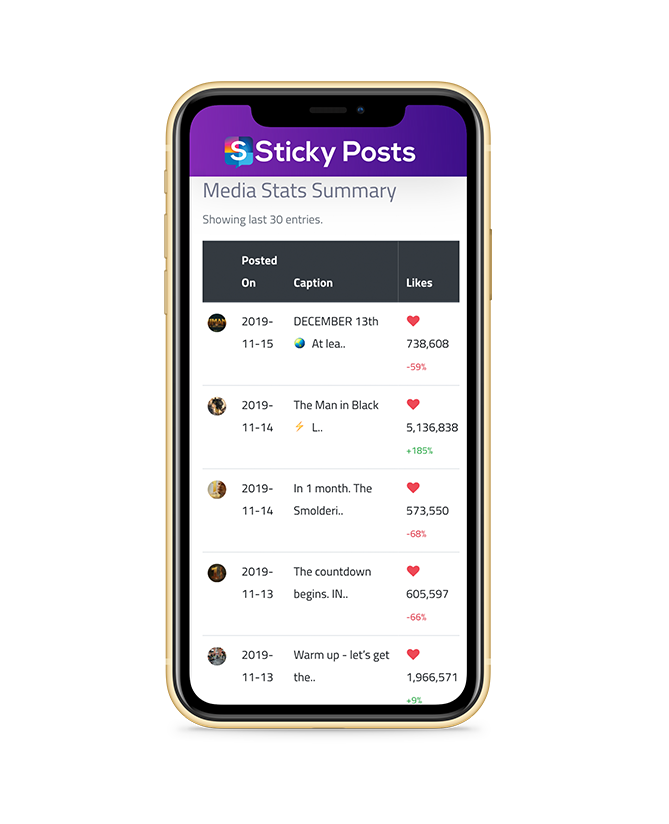 S Sticky Posts
Media Stats Summary
Showing last 30 entries.
Posted
On Caption Likes
2019- DECEMBER 13th
11-15 🌏 At lea.. 738,608
-59%
2019- The Man in Black
11-14 ⚡ L.. 5,136,838
+185%
2019- In 1 month. The
11-14 Smolderi.. 573,550
-68%
2019- The countdown
11-13 begins. IN.. 605,597
-66%
2019- Warm up - let's get
11-13 the.. 1,966,571
+9%